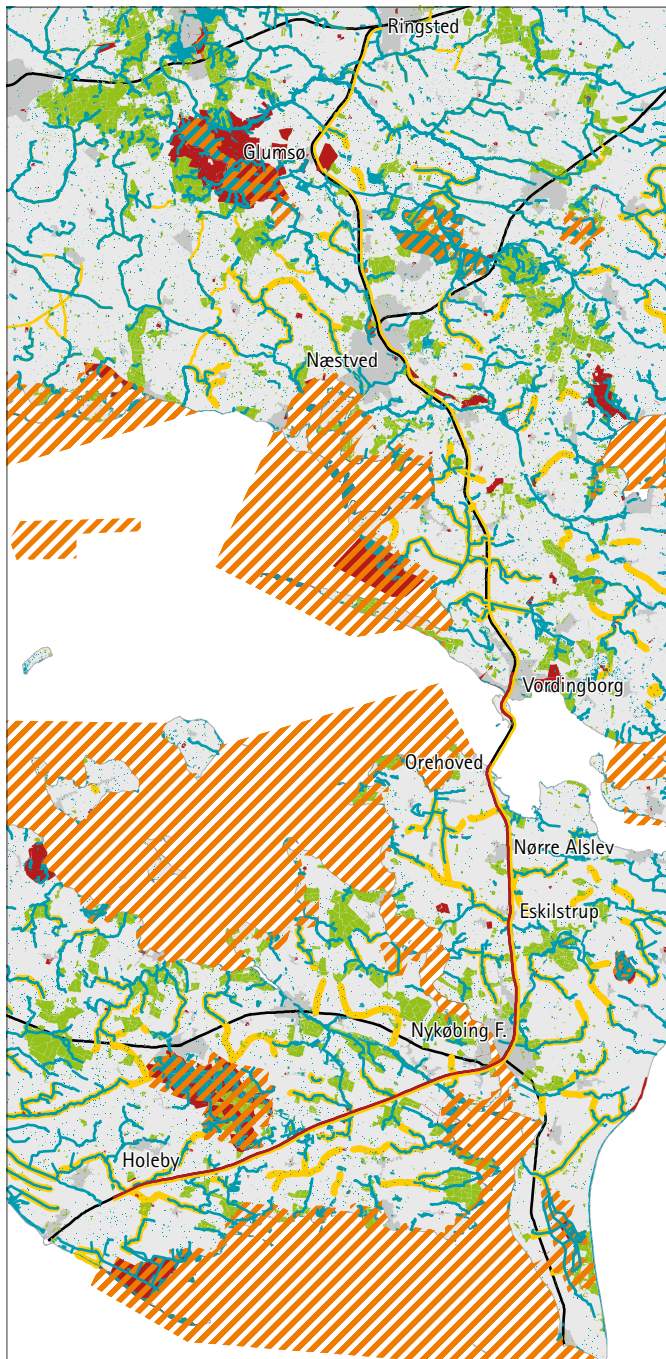 Ringsted
Glumsø
Næstved
Vordingborg
Orehoved
Nørre Alslev
Eskilstrup
Nykøbing F.
Holeby